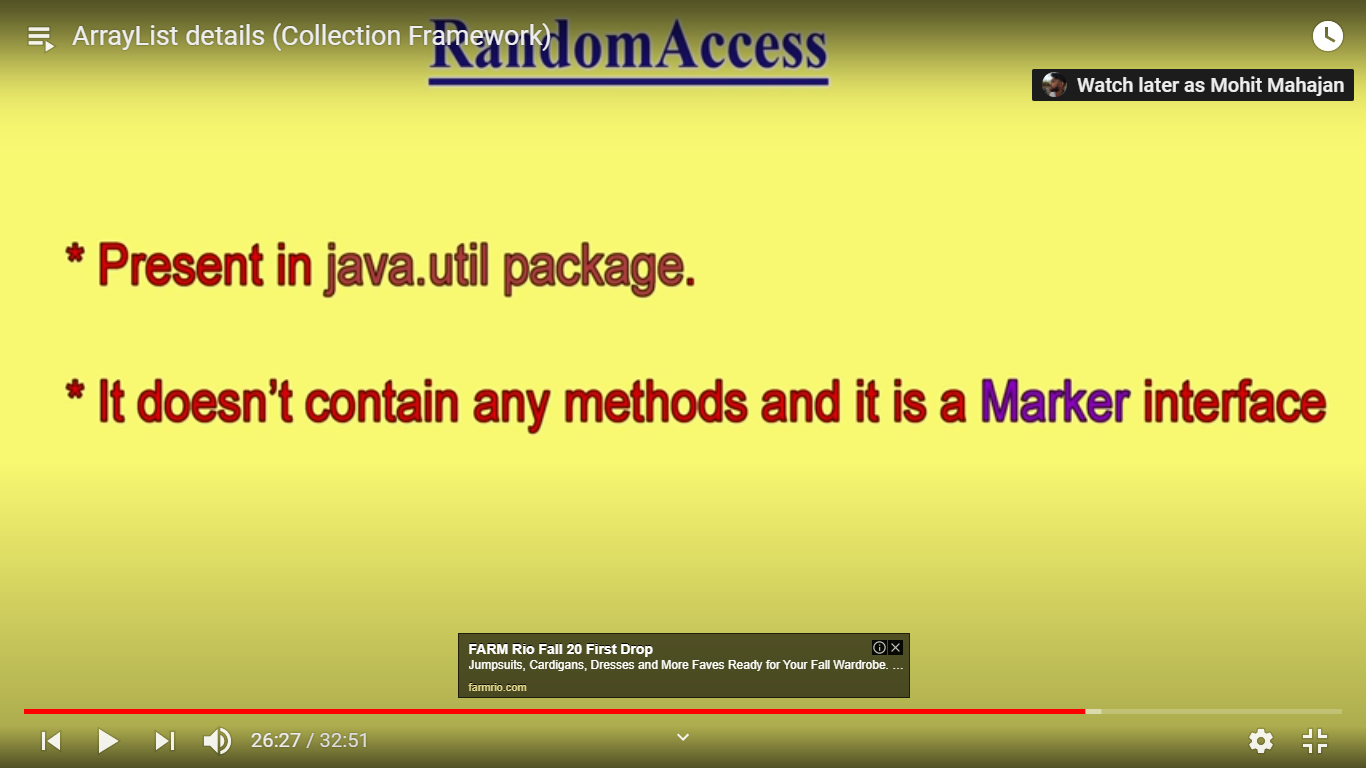 ArrayList details (Collection Framework)
RandomAccess
Watch later as Mohit Mahajan
* Present in java.util package.
* It doesn't contain any methods and it is a Marker interface
FARM Rio Fall 20 First Drop
Jumpsuits, Cardigans, Dresses and More Faves Ready for Your Fall Wardrobe. ...
farmrio.com
26:27 / 32:51